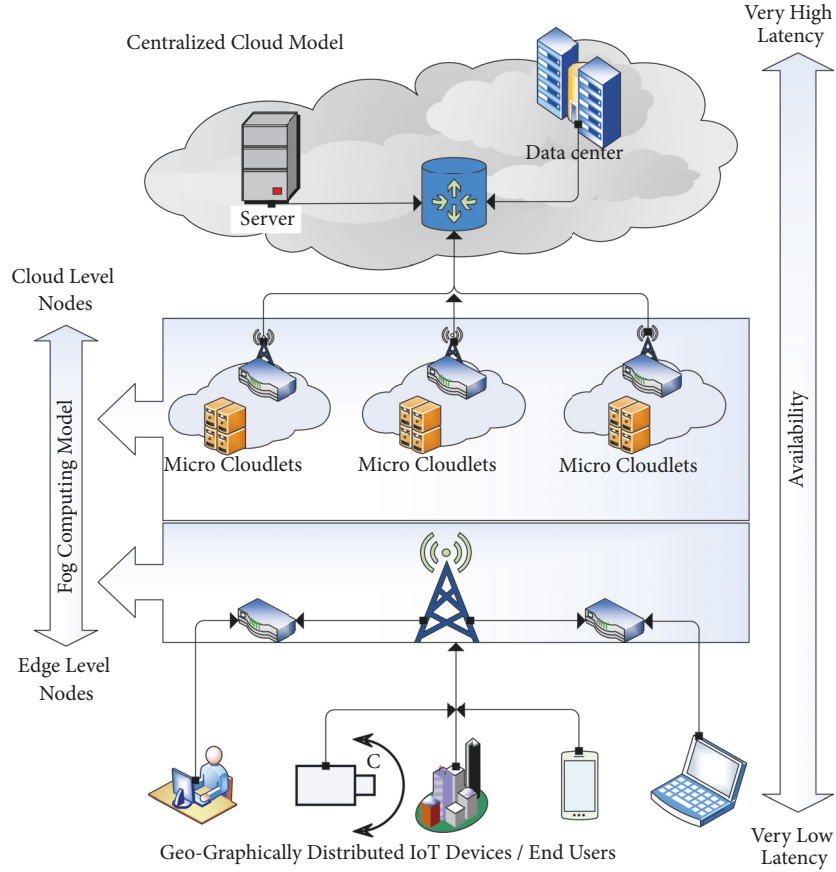 Very High
Latency
Centralized Cloud Model
Data center
Server
Cloud Level
Nodes
Micro Cloudlets
Micro Cloudlets
Micro Cloudlets
Fog Computing Model
Availability
Edge Level
Nodes
C
Geo-Graphically Distributed IoT Devices / End Users
Very Low
Latency